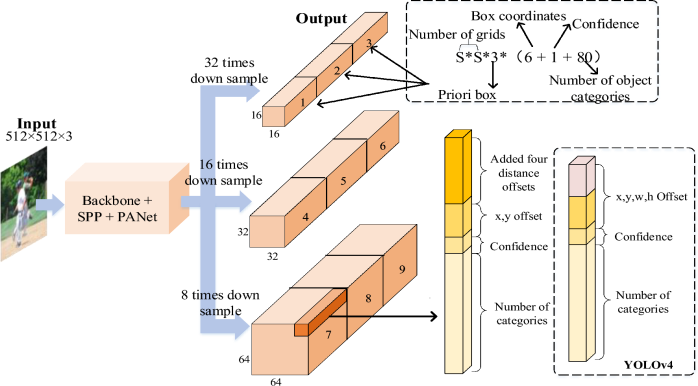 Output
Box coordinates
Confidence
Number of grids
S*S*3*（6 + 1 + 80)
Number of object
categories
Priori box
32 times
down sample
1
2
3
16
16
Input
512×512×3
Backbone +
SPP + PANet
16 times
down sample
4
5
6
32
32
8 times down
sample
7
8
9
64
64
Added four
distance
offsets
x,y offset
Confidence
Number of
categories
x,y,w,h Offset
Confidence
Number of
categories
YOLOv4